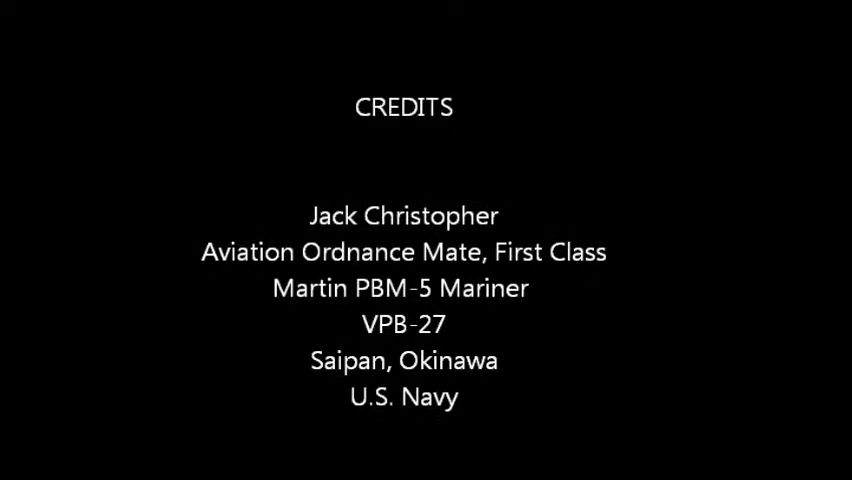 CREDITS
Jack Christopher
Aviation Ordnance Mate, First Class
Martin PBM-5 Mariner
VPB-27
Saipan, Okinawa
U.S. Navy